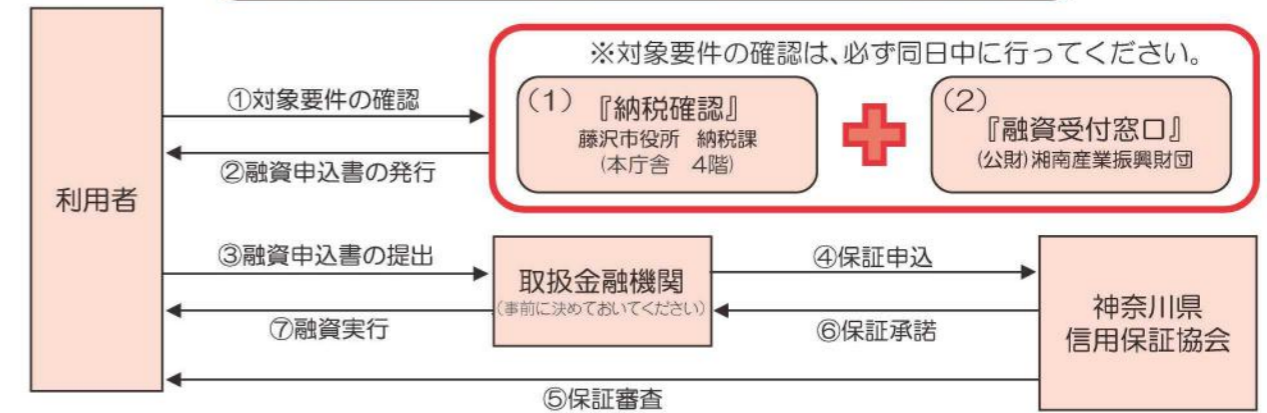 ※対象要件の確認は、必ず同日中に行ってください。
①対象要件の確認
(1)
『納税確認』
藤沢市役所 納税課
(本庁舎 4階)
(2)
『融資受付窓口』
(公財)湘南産業振興財団
②融資申込書の発行
利用者
③融資申込書の提出
取扱金融機関
(事前に決めておいてください)
④保証申込
神奈川県
信用保証協会
⑦融資実行
⑥保証承諾
⑤保証審査